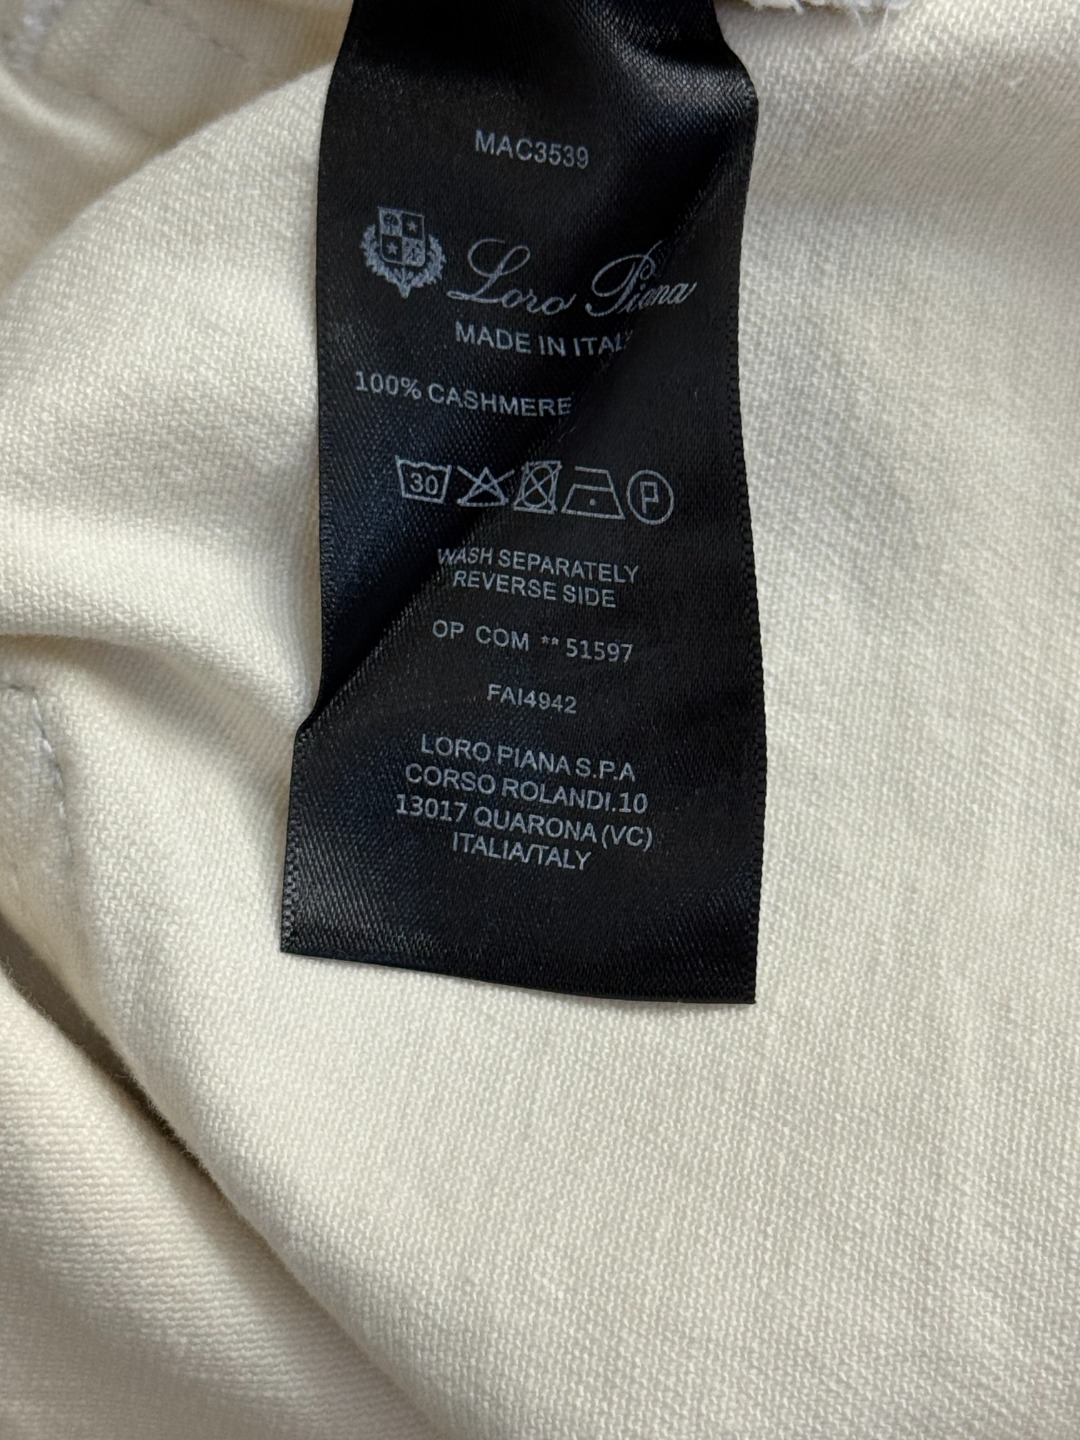 MAC3539
Loro Piana
MADE IN ITALY
100% CASHMERE
30 P
WASH SEPARATELY
REVERSE SIDE
OP COM ** 51597
FAI4942
LORO PIANA S.P.A
CORSO ROLANDI.10
13017 QUARONA (VC)
ITALIA/TALY